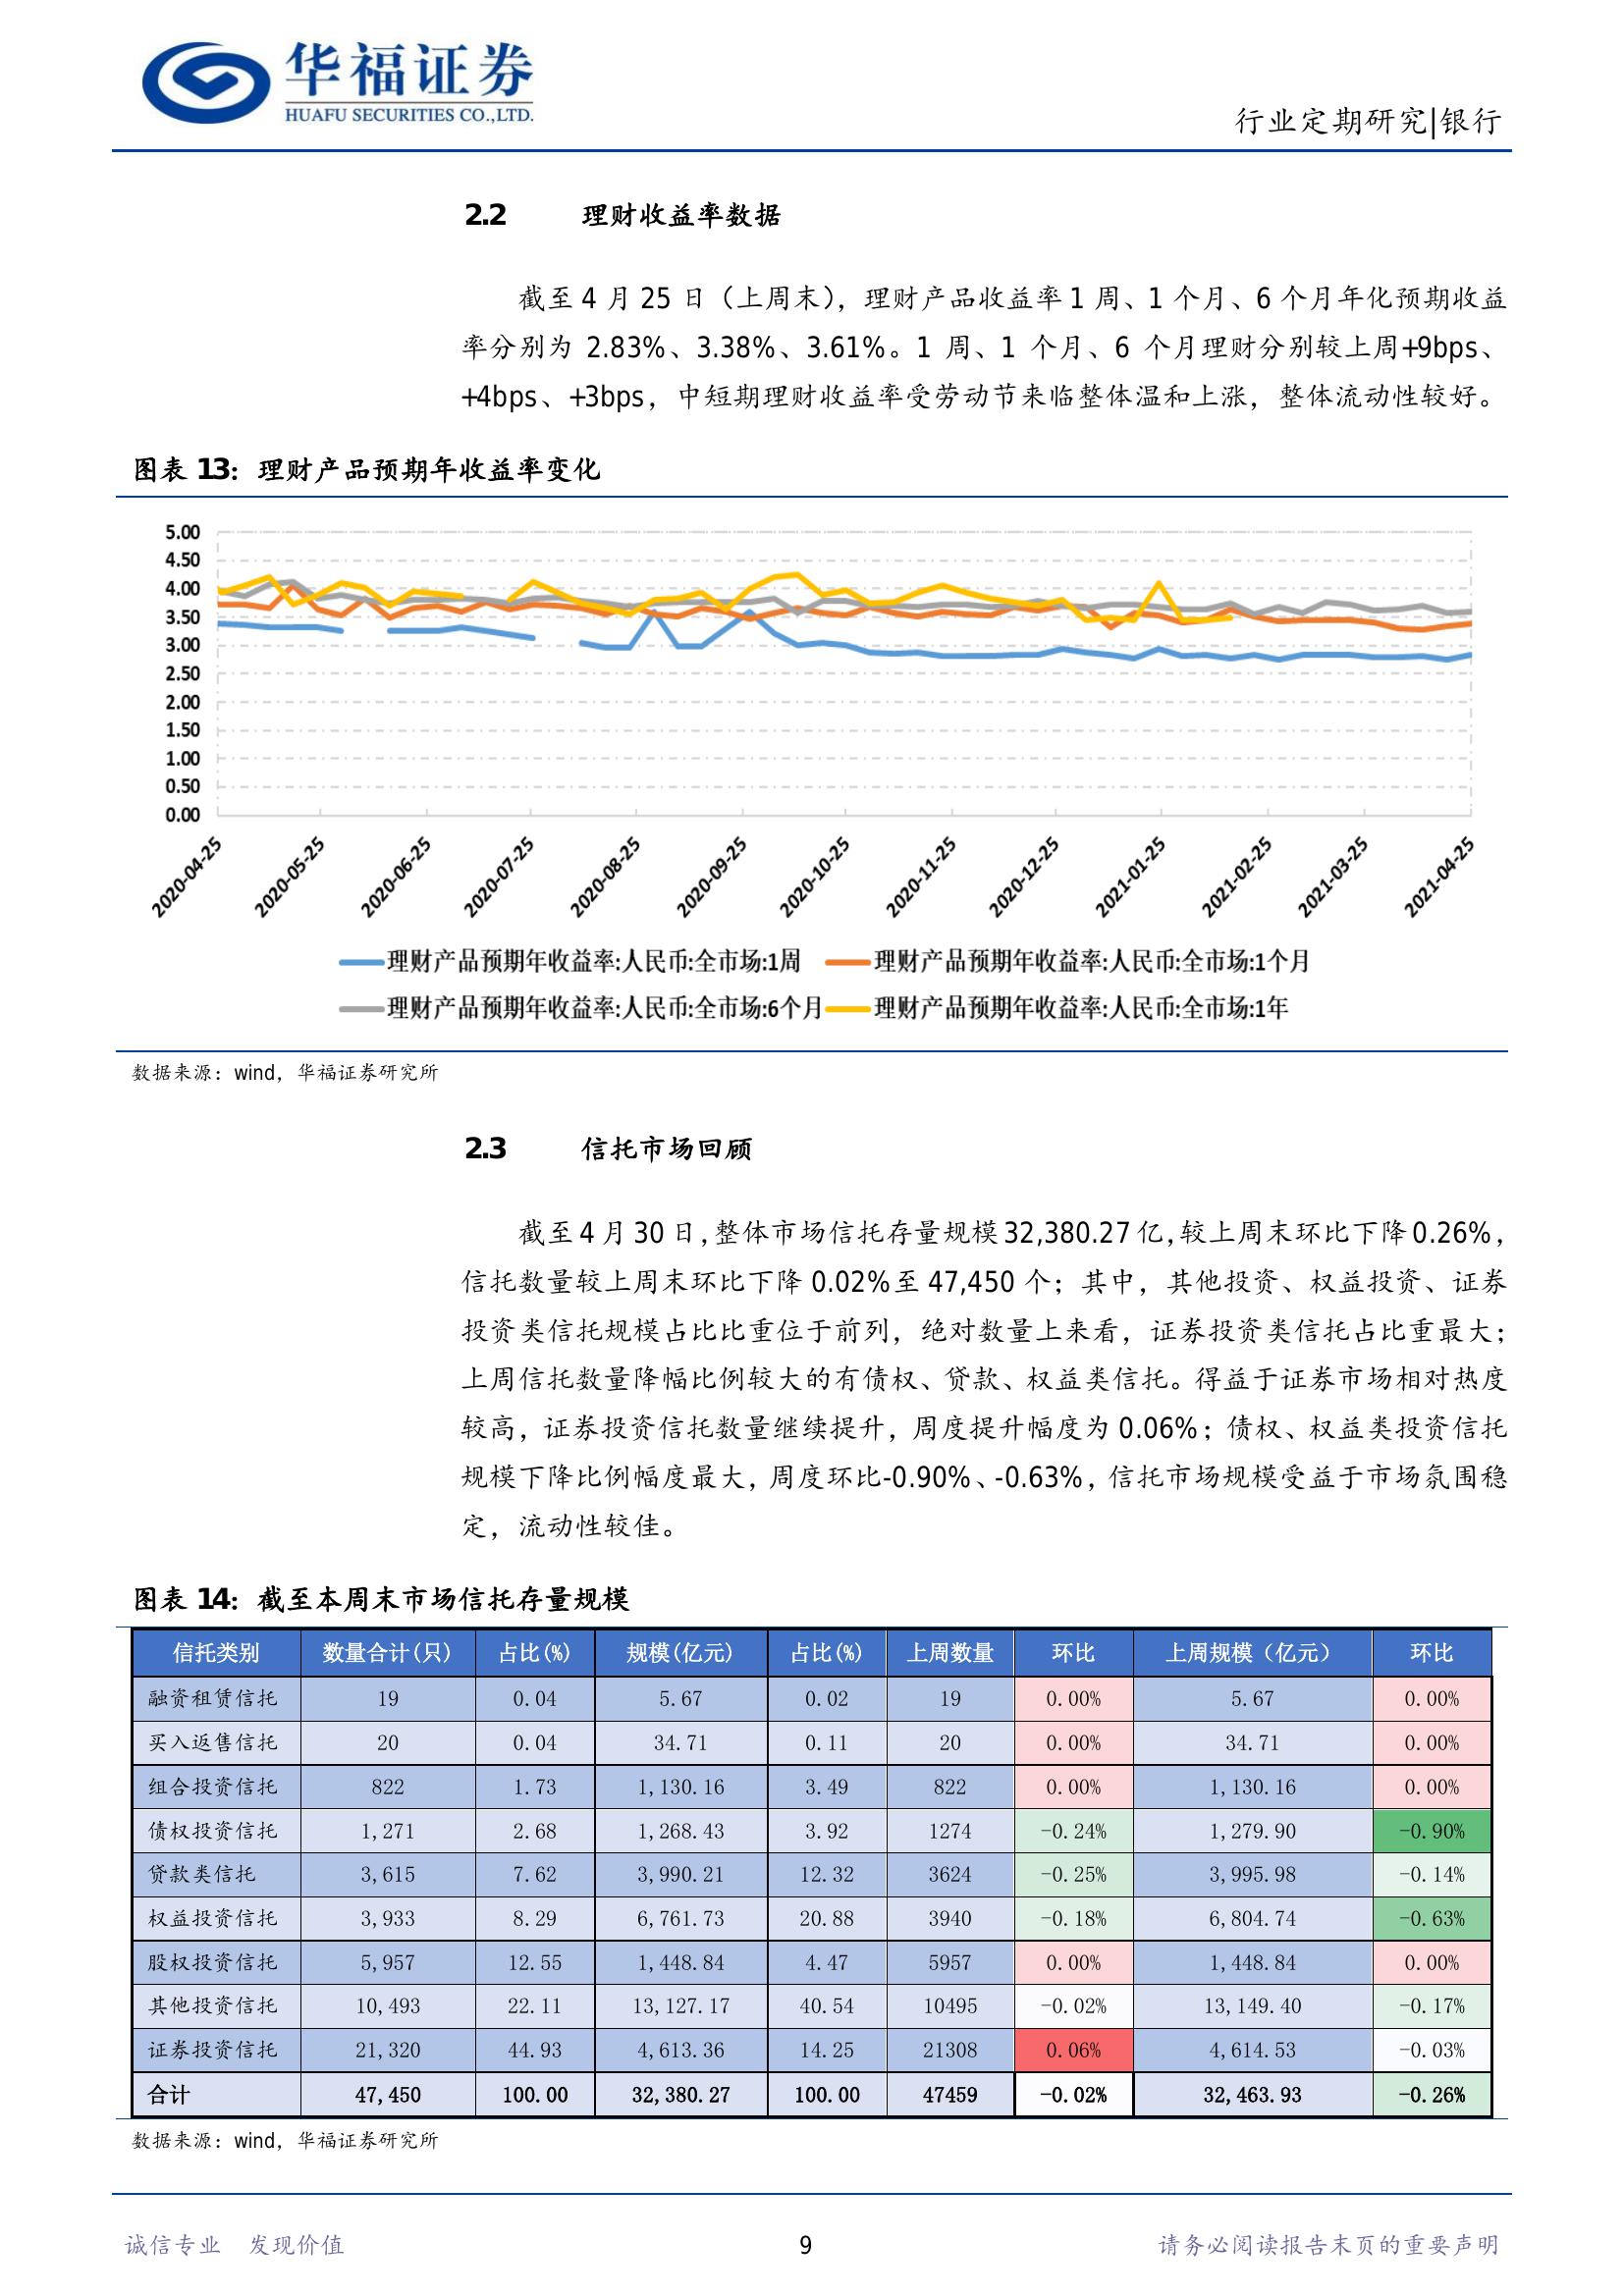 华福证券
HUAFU SECURITIES CO.,LTD.
行业定期研究|银行
2.2 理财收益率数据
截至 4 月 25 日（上周末），理财产品收益率 1 周、1 个月、6 个月年化预期收益
率分别为 2.83%、3.38%、3.61%。1 周、1 个月、6 个月理财分别较上周+9bps、
+4bps、+3bps，中短期理财收益率受劳动节来临整体温和上涨，整体流动性较好。
图表 13：理财产品预期年收益率变化
5.00
4.50
4.00
3.50
3.00
2.50
2.00
1.50
1.00
0.50
0.00
2020-04-25 2020-05-25 2020-06-25 2020-07-25 2020-08-25 2020-09-25 2020-10-25 2020-11-25 2020-12-25 2021-01-25 2021-02-25 2021-03-25 2021-04-25
理财产品预期年收益率:人民币:全市场:1周 理财产品预期年收益率:人民币:全市场:1个月
理财产品预期年收益率:人民币:全市场:6个月 理财产品预期年收益率:人民币:全市场:1年
数据来源：wind，华福证券研究所
2.3 信托市场回顾
截至 4 月 30 日，整体市场信托存量规模 32,380.27 亿，较上周末环比下降 0.26%，
信托数量较上周末环比下降 0.02%至 47,450 个；其中，其他投资、权益投资、证券
投资类信托规模占比比重位于前列，绝对数量上来看，证券投资类信托占比重最大；
上周信托数量降幅比例较大的有债权、贷款、权益类信托。得益于证券市场相对热度
较高，证券投资信托数量继续提升，周度提升幅度为 0.06%；债权、权益类投资信托
规模下降比例幅度最大，周度环比-0.90%、-0.63%，信托市场规模受益于市场氛围稳
定，流动性较佳。
图表 14：截至本周末市场信托存量规模
信托类别 数量合计(只) 占比(%) 规模(亿元) 占比(%) 上周数量 环比 上周规模（亿元） 环比
融资租赁信托 19 0.04 5.67 0.02 19 0.00% 5.67 0.00%
买入返售信托 20 0.04 34.71 0.11 20 0.00% 34.71 0.00%
组合投资信托 822 1.73 1,130.16 3.49 822 0.00% 1,130.16 0.00%
债权投资信托 1,271 2.68 1,268.43 3.92 1274 -0.24% 1,279.90 -0.90%
贷款类信托 3,615 7.62 3,990.21 12.32 3624 -0.25% 3,995.98 -0.14%
权益投资信托 3,933 8.29 6,761.73 20.88 3940 -0.18% 6,804.74 -0.63%
股权投资信托 5,957 12.55 1,448.84 4.47 5957 0.00% 1,448.84 0.00%
其他投资信托 10,493 22.11 13,127.17 40.54 10495 -0.02% 13,149.40 -0.17%
证券投资信托 21,320 44.93 4,613.36 14.25 21308 0.06% 4,614.53 -0.03%
合计 47,450 100.00 32,380.27 100.00 47459 -0.02% 32,463.93 -0.26%
数据来源：wind，华福证券研究所
诚信专业 发现价值 9 请务必阅读报告末页的重要声明